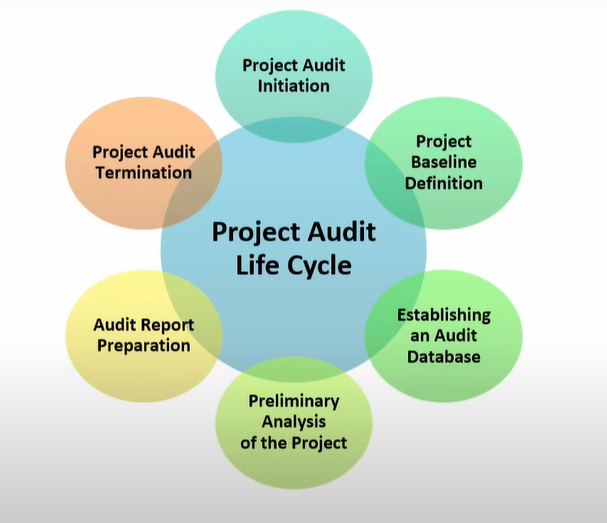 Project Audit
Initiation
Project
Baseline
Definition
Establishing
an Audit
Database
Preliminary
Analysis
of the Project
Audit Report
Preparation
Project Audit
Termination
Project Audit
Life Cycle